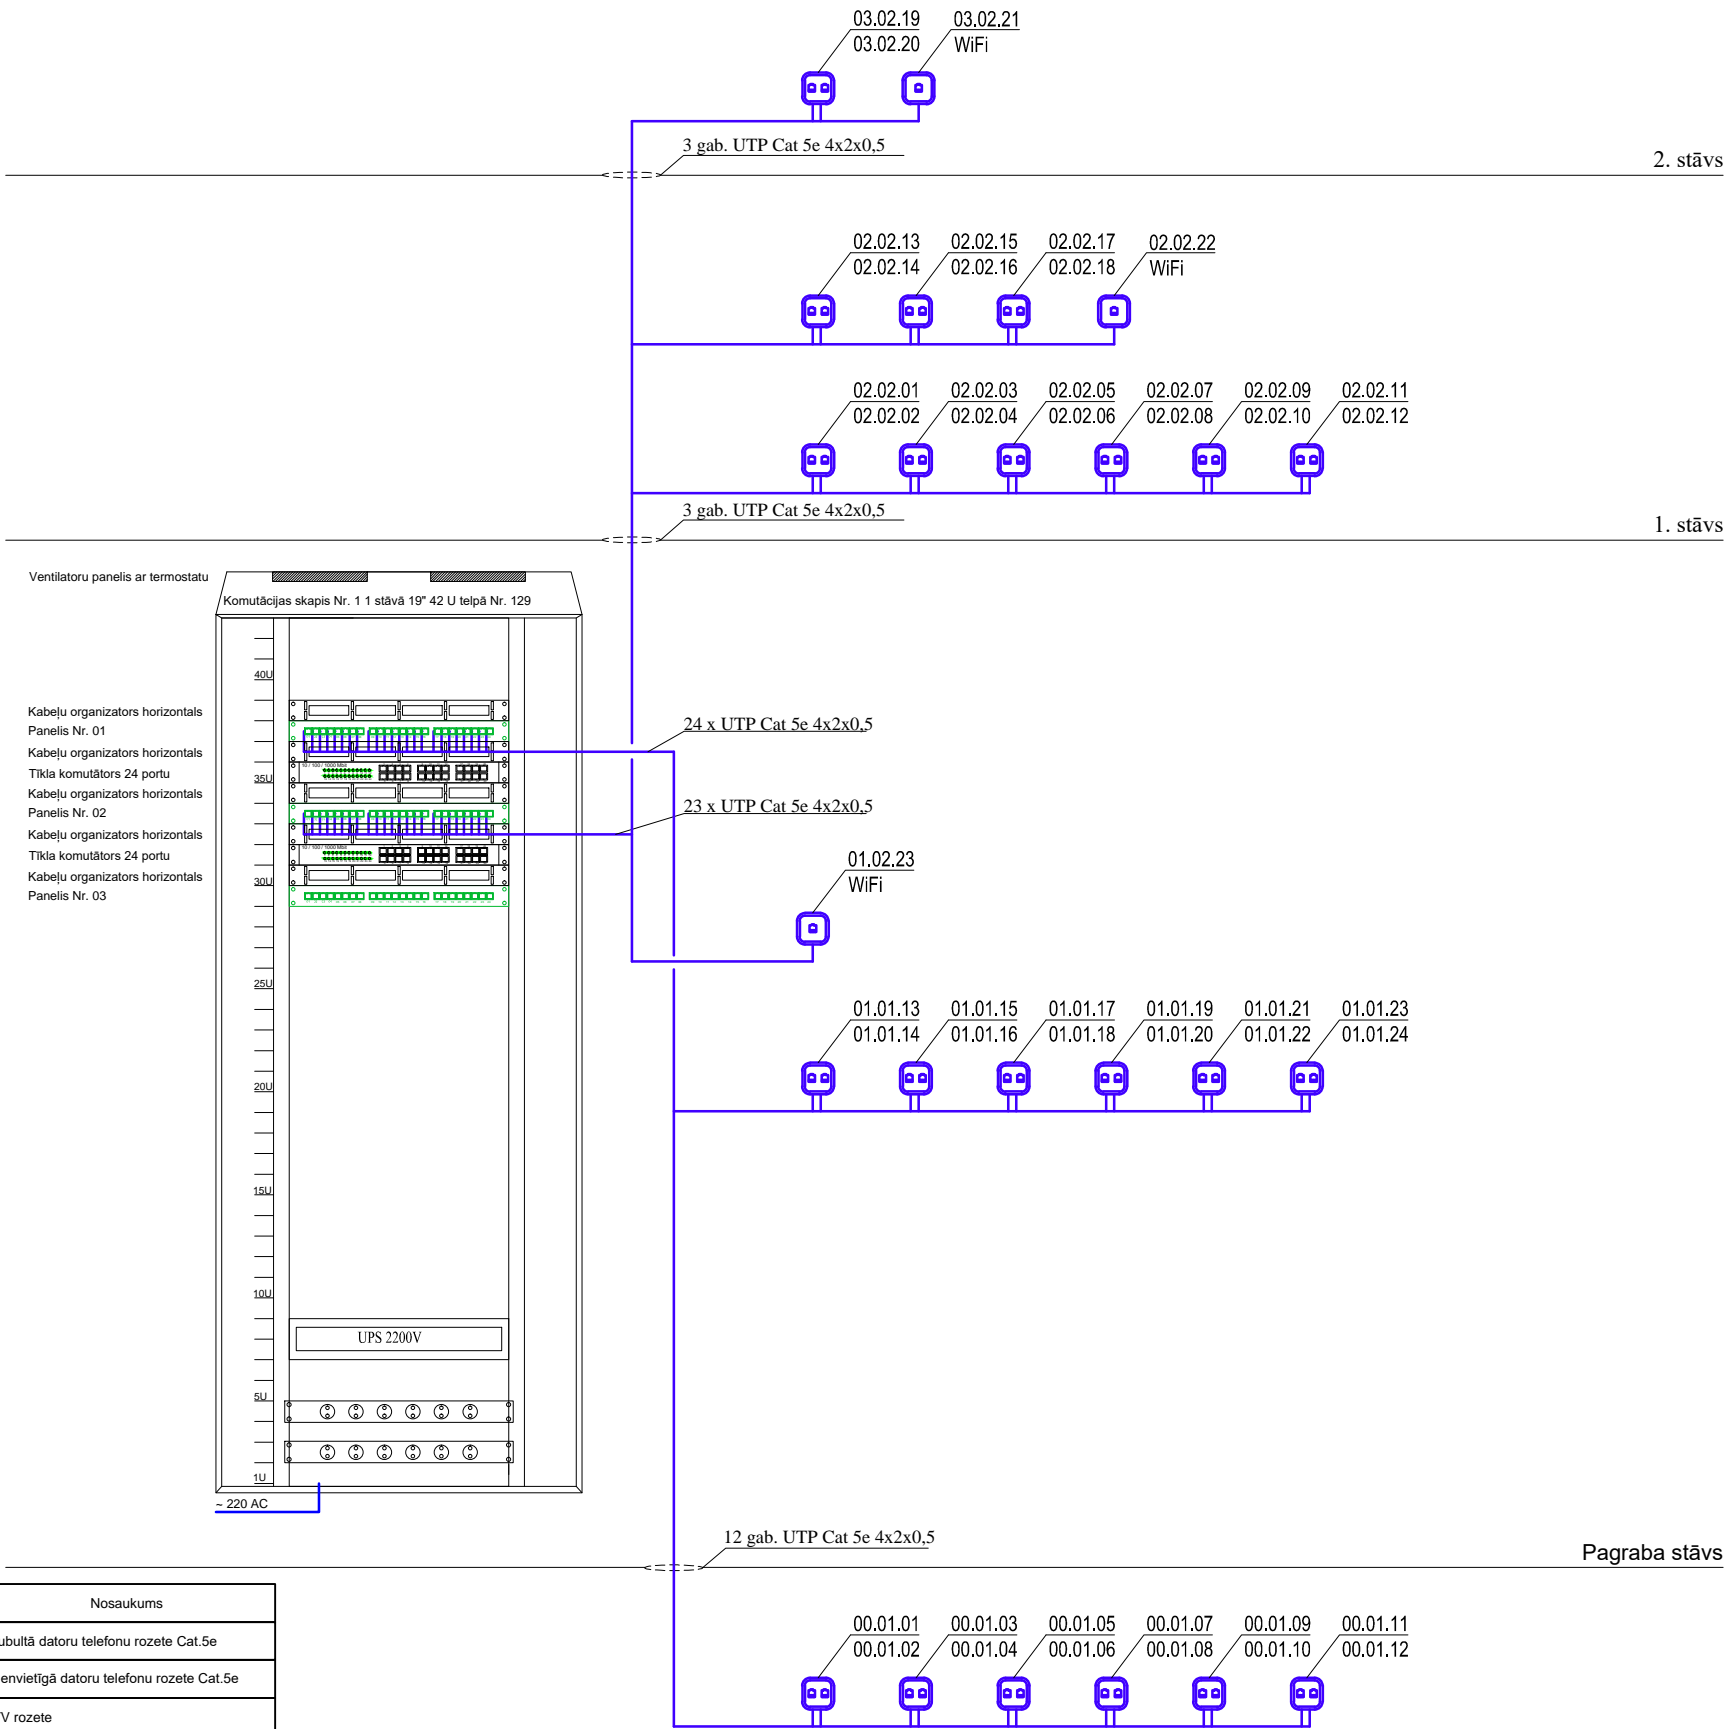 03.02.19 03.02.21
03.02.20 WiFi
3 gab. UTP Cat 5e 4x2x0,5
2. stāvs
02.02.13 02.02.15 02.02.17 02.02.22
02.02.14 02.02.16 02.02.18 WiFi
02.02.01 02.02.03 02.02.05 02.02.07 02.02.09 02.02.11
02.02.02 02.02.04 02.02.06 02.02.08 02.02.10 02.02.12
3 gab. UTP Cat 5e 4x2x0,5
1. stāvs
Ventilatoru panelis ar termostatu
Komutācijas skapis Nr. 1 1 stāvā 19" 42 U telpā Nr. 129
40U
Kabeļu organizators horizontals
Panelis Nr. 01
24 x UTP Cat 5e 4x2x0,5
Kabeļu organizators horizontals
10 / 100 / 1000 Mbit
Tīkla komutātors 24 portu
35U
Kabeļu organizators horizontals
Panelis Nr. 02
23 x UTP Cat 5e 4x2x0,5
Kabeļu organizators horizontals
10 / 100 / 1000 Mbit
Tīkla komutātors 24 portu
Kabeļu organizators horizontals
30U
Panelis Nr. 03
01.02.23
WiFi
25U
01.01.13 01.01.15 01.01.17 01.01.19 01.01.21 01.01.23
01.01.14 01.01.16 01.01.18 01.01.20 01.01.22 01.01.24
20U
15U
10U
UPS 2200V
5U
1U
~ 220 AC
12 gab. UTP Cat 5e 4x2x0,5
Pagraba stāvs
Nosaukums
ubultā datoru telefonu rozete Cat.5e
envietīgā datoru telefonu rozete Cat.5e
V rozete
00.01.01 00.01.03 00.01.05 00.01.07 00.01.09 00.01.11
00.01.02 00.01.04 00.01.06 00.01.08 00.01.10 00.01.12